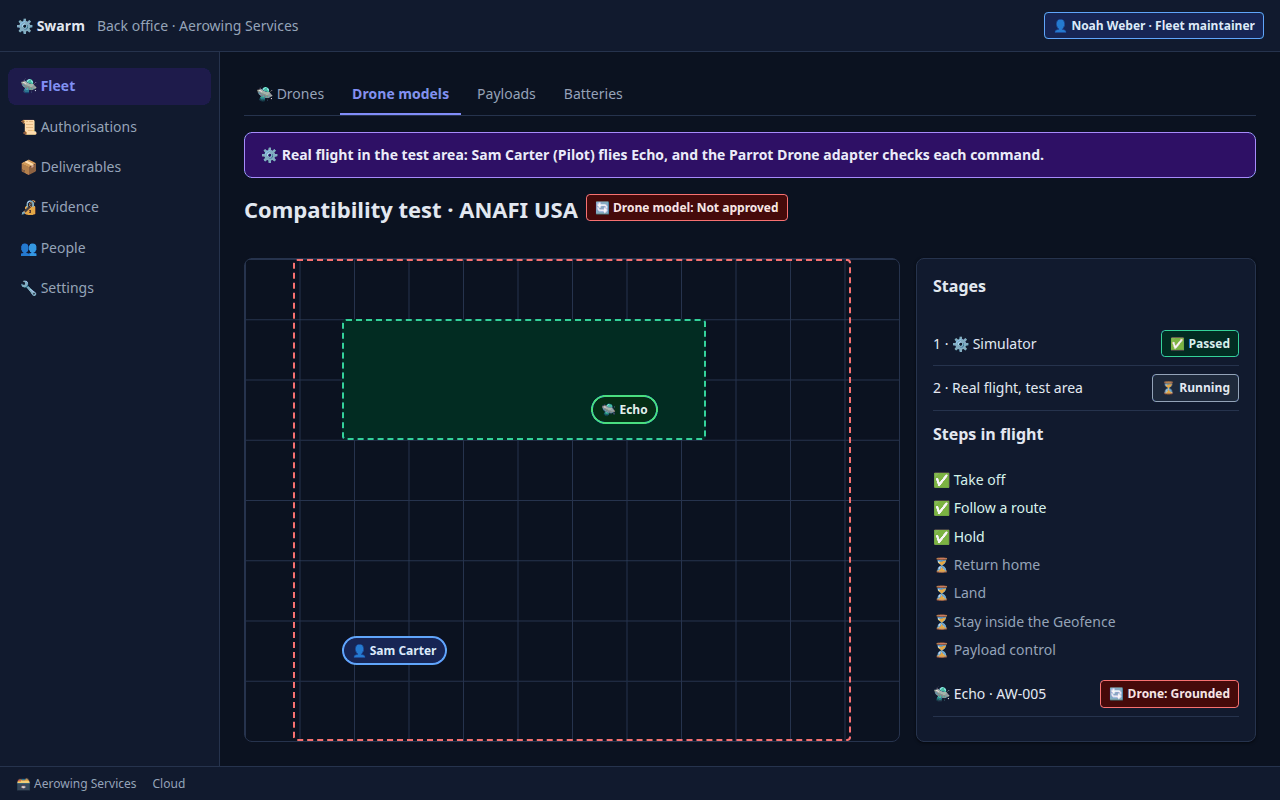 ⚙️ Swarm Back office · Aerowing Services
👤 Noah Weber · Fleet maintainer
🛸 Fleet
📜 Authorisations
📦 Deliverables
🔏 Evidence
👥 People
🔧 Settings
🛸 Drones Drone models Payloads Batteries
⚙️ Real flight in the test area: Sam Carter (Pilot) flies Echo, and the Parrot Drone adapter checks each command.
Compatibility test · ANAFI USA 🔄 Drone model: Not approved
🛸 Echo
👤 Sam Carter
Stages
1 · ⚙️ Simulator ✅ Passed
2 · Real flight, test area ⏳ Running
Steps in flight
✅ Take off
✅ Follow a route
✅ Hold
⏳ Return home
⏳ Land
⏳ Stay inside the Geofence
⏳ Payload control
🛸 Echo · AW-005 🔄 Drone: Grounded
🗃️ Aerowing Services Cloud